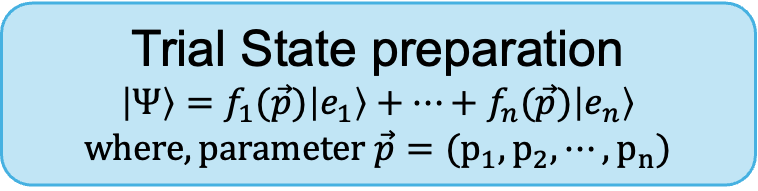 Trial State preparation
|Ψ⟩ = f₁(p⃗)|e₁⟩ + ⋯ + fₙ(p⃗)|eₙ⟩
where, parameter p⃗ = (p₁, p₂, ⋯ , pₙ)